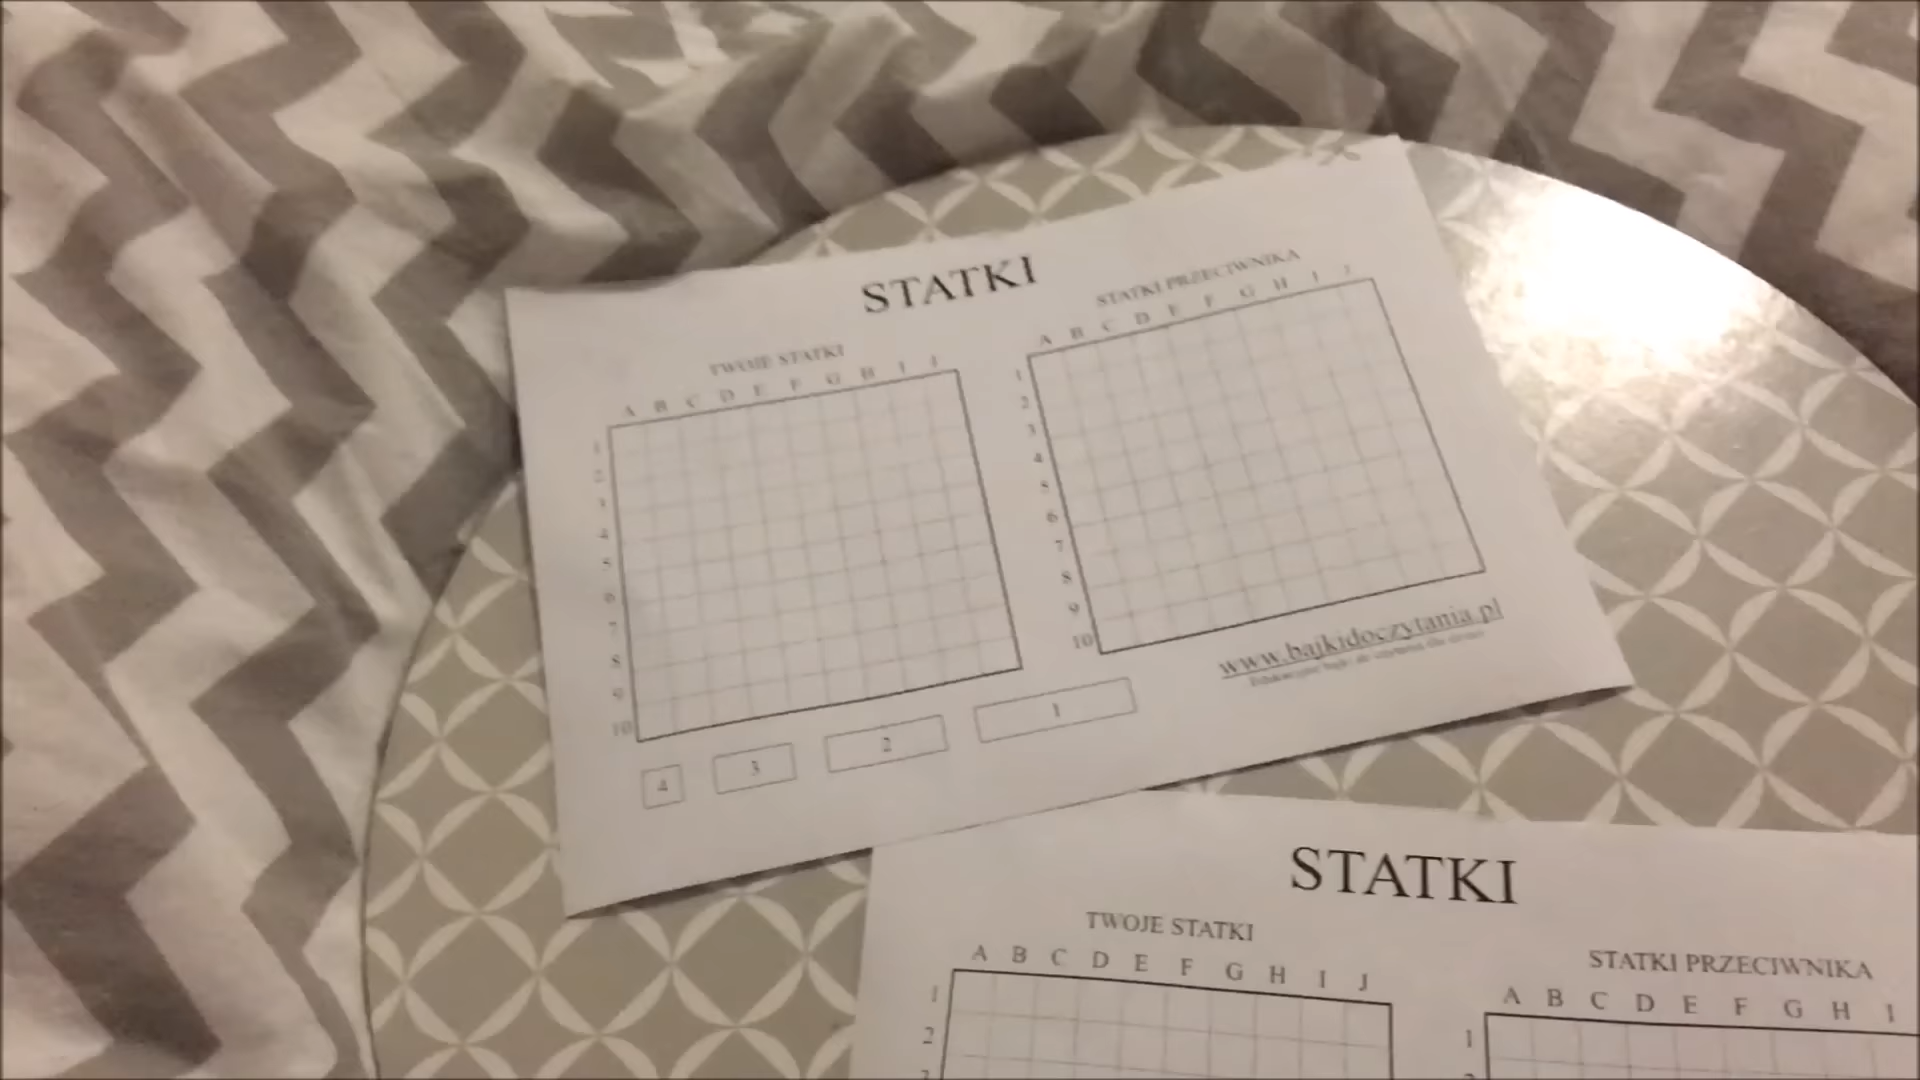 STATKI
TWOJE STATKI
STATKI PRZECIWNIKA
A B C D E F G H I J
A B C D E F G H I J
1
2
3
4
5
6
7
8
9
10
1
2
3
4
5
6
7
8
9
10
4
3
2
1
www.bajkidoczytania.pl
STATKI
TWOJE STATKI
STATKI PRZECIWNIKA
A B C D E F G H I J
A B C D E F G H I
1
2
1